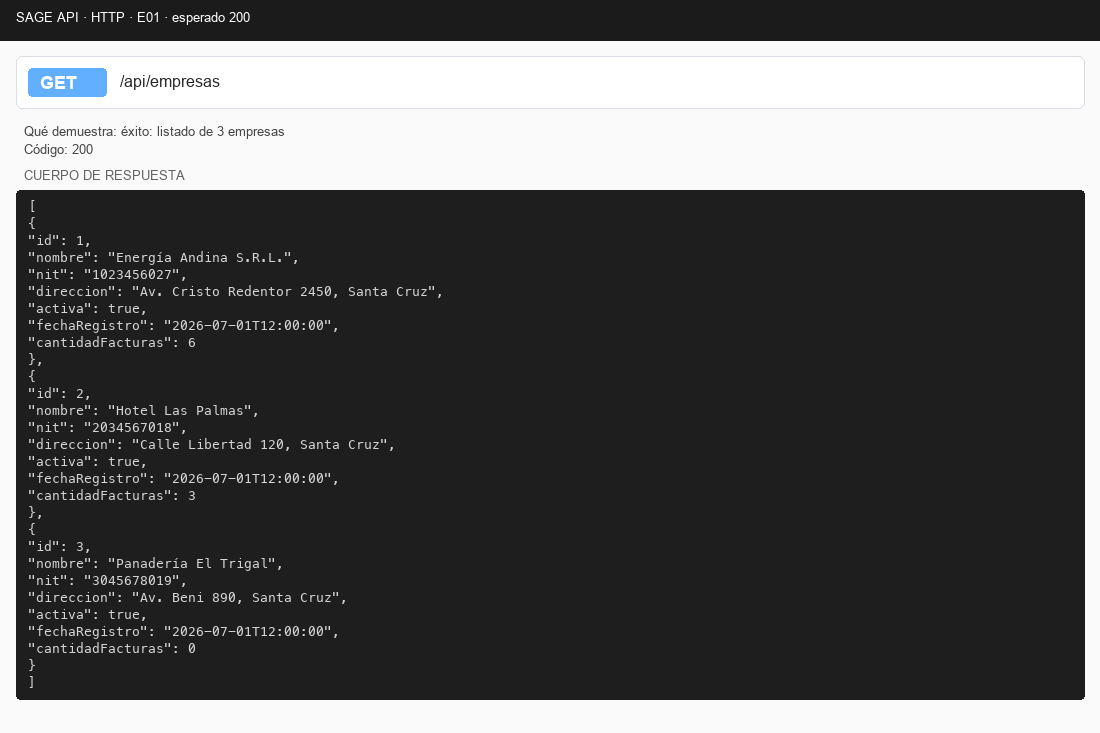 SAGE API · HTTP · E01 · esperado 200
GET /api/empresas
Qué demuestra: éxito: listado de 3 empresas
Código: 200
CUERPO DE RESPUESTA
[
{
"id": 1,
"nombre": "Energía Andina S.R.L.",
"nit": "1023456027",
"direccion": "Av. Cristo Redentor 2450, Santa Cruz",
"activa": true,
"fechaRegistro": "2026-07-01T12:00:00",
"cantidadFacturas": 6
},
{
"id": 2,
"nombre": "Hotel Las Palmas",
"nit": "2034567018",
"direccion": "Calle Libertad 120, Santa Cruz",
"activa": true,
"fechaRegistro": "2026-07-01T12:00:00",
"cantidadFacturas": 3
},
{
"id": 3,
"nombre": "Panadería El Trigal",
"nit": "3045678019",
"direccion": "Av. Beni 890, Santa Cruz",
"activa": true,
"fechaRegistro": "2026-07-01T12:00:00",
"cantidadFacturas": 0
}
]